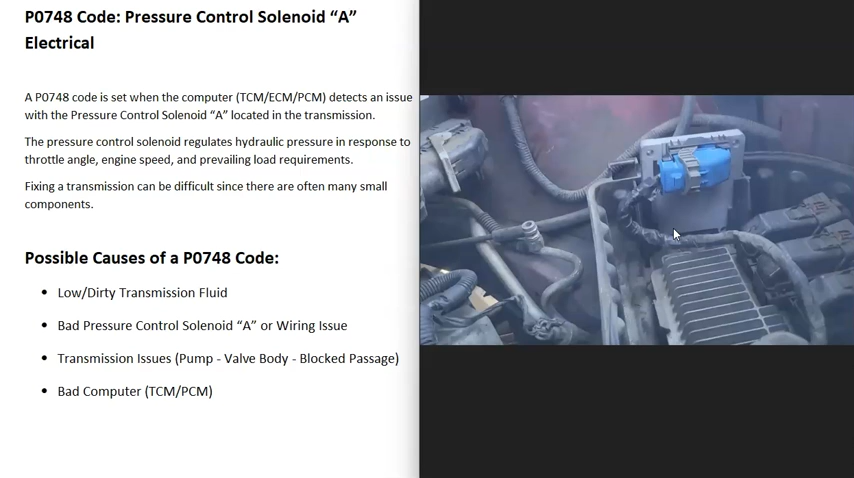 P0748 Code: Pressure Control Solenoid “A”
Electrical
A P0748 code is set when the computer (TCM/ECM/PCM) detects an issue
with the Pressure Control Solenoid “A” located in the transmission.
The pressure control solenoid regulates hydraulic pressure in response to
throttle angle, engine speed, and prevailing load requirements.
Fixing a transmission can be difficult since there are often many small
components.
Possible Causes of a P0748 Code:
• Low/Dirty Transmission Fluid
• Bad Pressure Control Solenoid “A” or Wiring Issue
• Transmission Issues (Pump - Valve Body - Blocked Passage)
• Bad Computer (TCM/PCM)